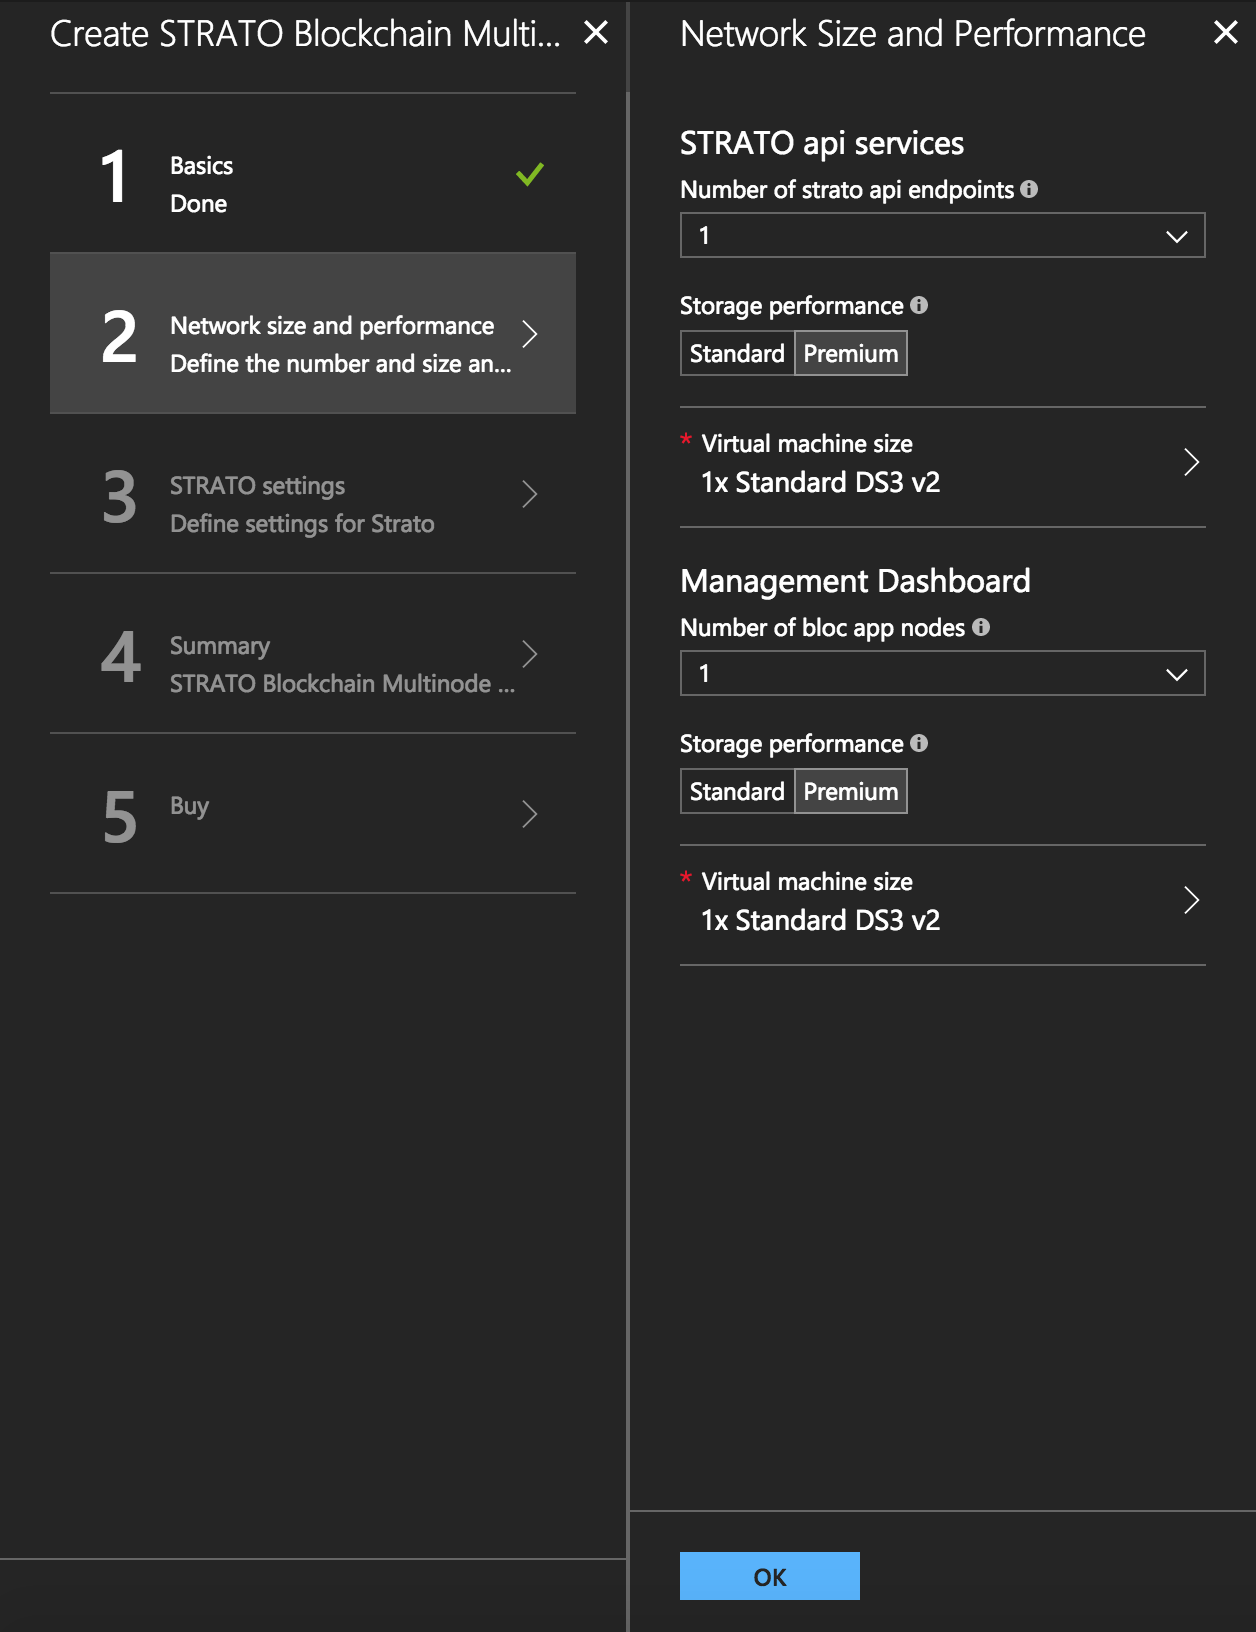 Create STRATO Blockchain Multi...
1
Basics
Done
2
Network size and performance
Define the number and size an...
3
STRATO settings
Define settings for Strato
4
Summary
STRATO Blockchain Multinode ...
5
Buy
Network Size and Performance
STRATO api services
Number of strato api endpoints
1
Storage performance
Standard Premium
* Virtual machine size
1x Standard DS3 v2
Management Dashboard
Number of bloc app nodes
1
Storage performance
Standard Premium
* Virtual machine size
1x Standard DS3 v2
OK